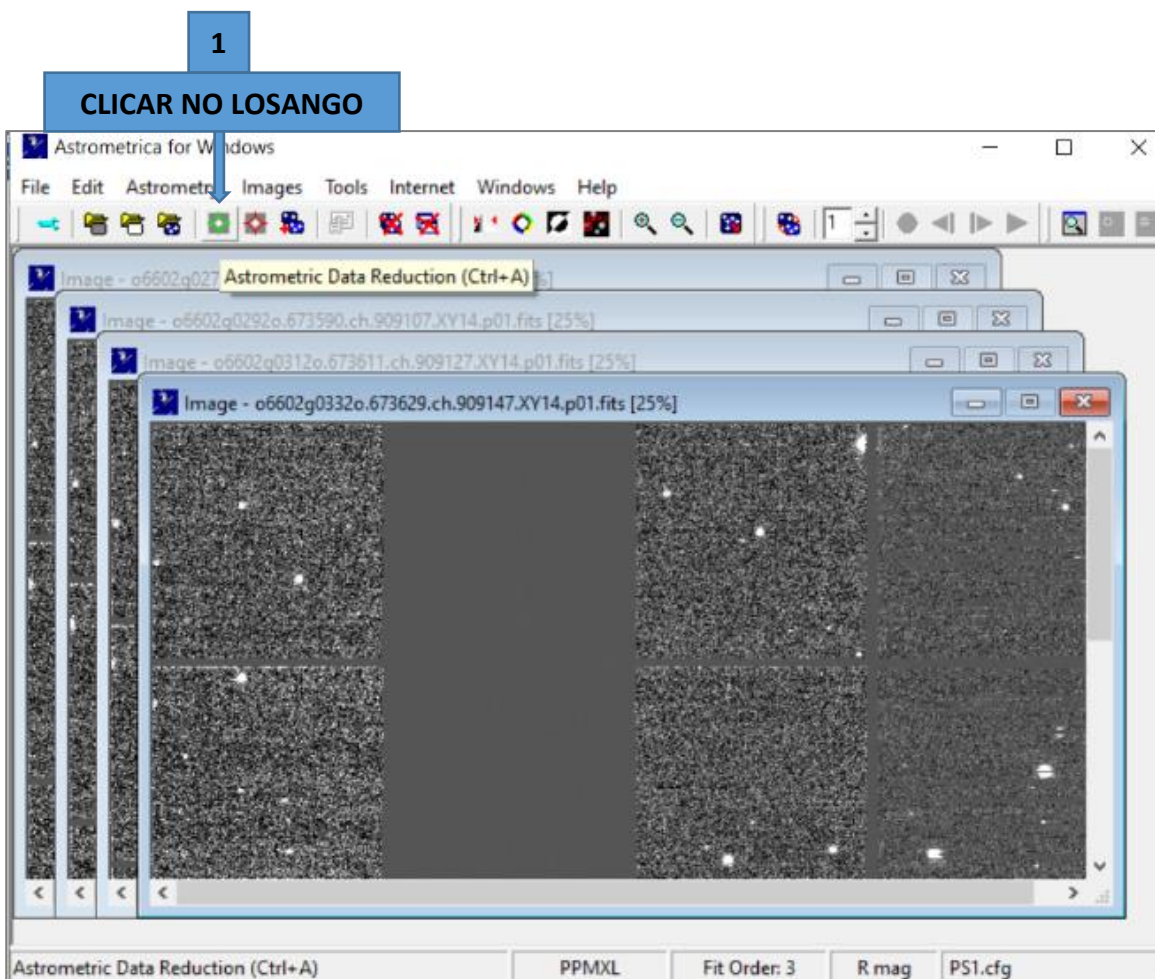 1
CLICAR NO LOSANGO
Astrometrica for Windows
File Edit Astrometry Images Tools Internet Windows Help
1
Image - o6602g027
Astrometric Data Reduction (Ctrl+A)
Image - o6602g0292o.673590.ch.909107.XY14.p01.fits [25%]
Image - o6602g0312o.673611.ch.909127.XY14.p01.fits [25%]
Image - o6602g0332o.673629.ch.909147.XY14.p01.fits [25%]
Astrometric Data Reduction (Ctrl+A) PPMXL Fit Order: 3 R mag PS1.cfg